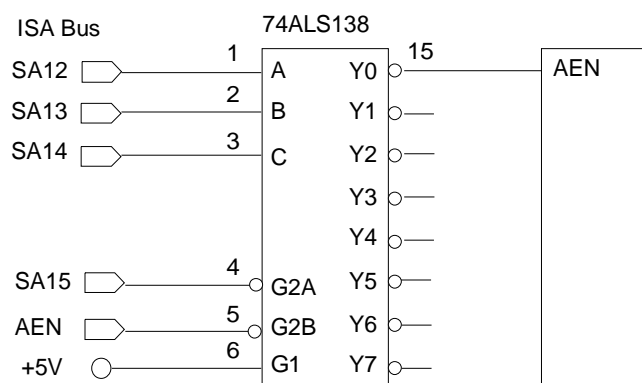 ISA Bus
74ALS138
SA12
1
A
Y0
15
AEN
SA13
2
B
Y1
SA14
3
C
Y2
Y3
Y4
SA15
4
G2A
Y5
AEN
5
G2B
Y6
+5V
6
G1
Y7